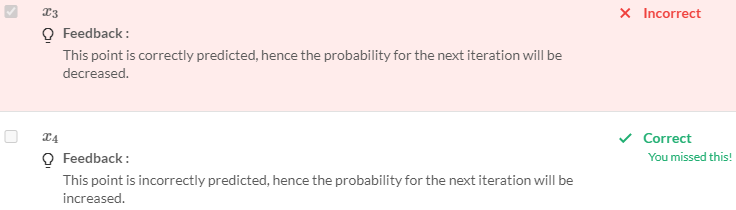 x₃ Incorrect
Feedback :
This point is correctly predicted, hence the probability for the next iteration will be
decreased.
x₄ Correct
Feedback : You missed this!
This point is incorrectly predicted, hence the probability for the next iteration will be
increased.